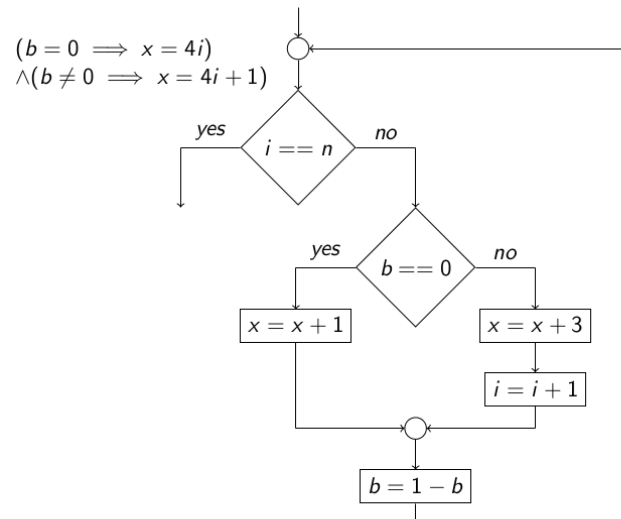 (b = 0 ⟹ x = 4i)
∧(b ≠ 0 ⟹ x = 4i + 1)
yes
no
i == n
yes
no
b == 0
x = x + 1
x = x + 3
i = i + 1
b = 1 − b